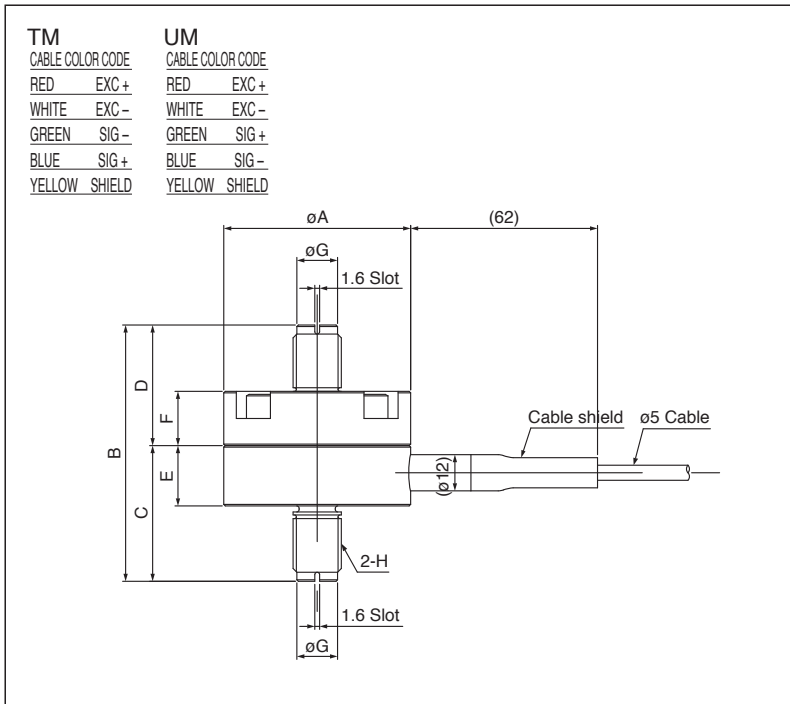 TM
CABLE COLOR CODE
RED EXC +
WHITE EXC −
GREEN SIG −
BLUE SIG +
YELLOW SHIELD
UM
CABLE COLOR CODE
RED EXC +
WHITE EXC −
GREEN SIG +
BLUE SIG −
YELLOW SHIELD
øA
(62)
øG
1.6 Slot
D
F
B
E
C
Cable shield
ø5 Cable
(ø12)
2-H
1.6 Slot
øG